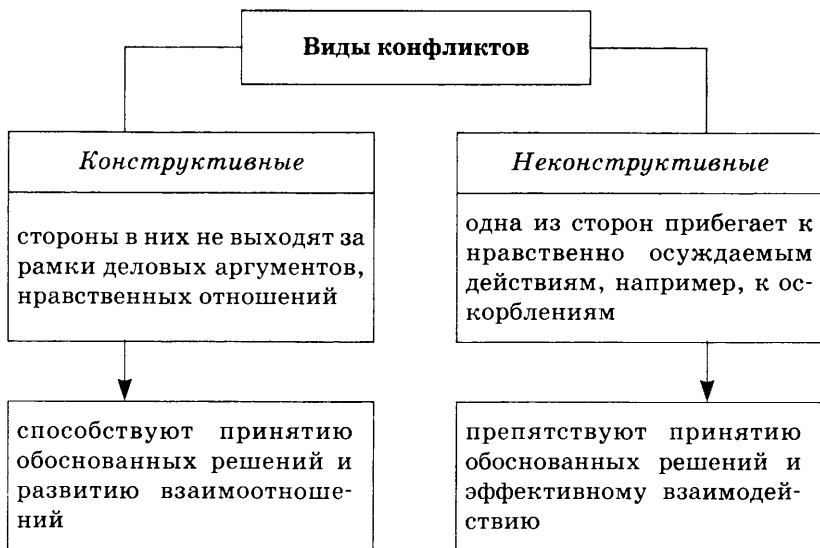 Виды конфликтов
Конструктивные
стороны в них не выходят за
рамки деловых аргументов,
нравственных отношений
способствуют принятию
обоснованных решений и
развитию взаимоотноше-
ний
Неконструктивные
одна из сторон прибегает к
нравственно осуждаемым
действиям, например, к ос-
корблениям
препятствуют принятию
обоснованных решений и
эффективному взаимодей-
ствию